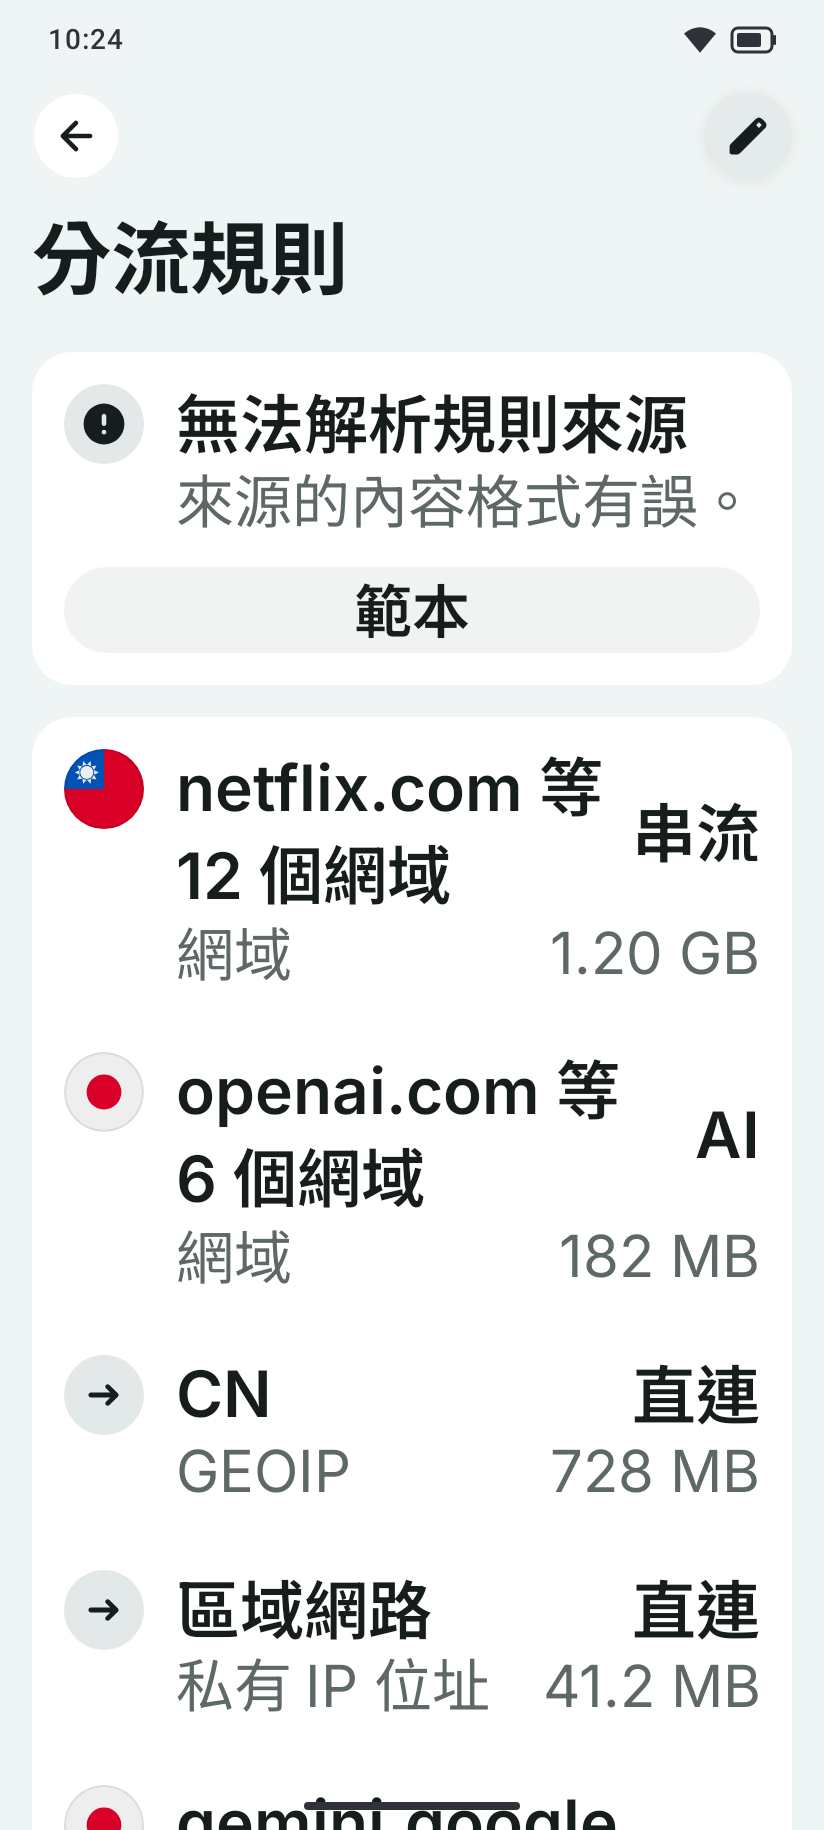 10:24
分流規則
無法解析規則來源
來源的內容格式有誤。
範本
netflix.com 等
12 個網域
串流
網域
1.20 GB
openai.com 等
6 個網域
AI
網域
182 MB
CN
直連
GEOIP
728 MB
區域網路
直連
私有 IP 位址
41.2 MB
gemini.google